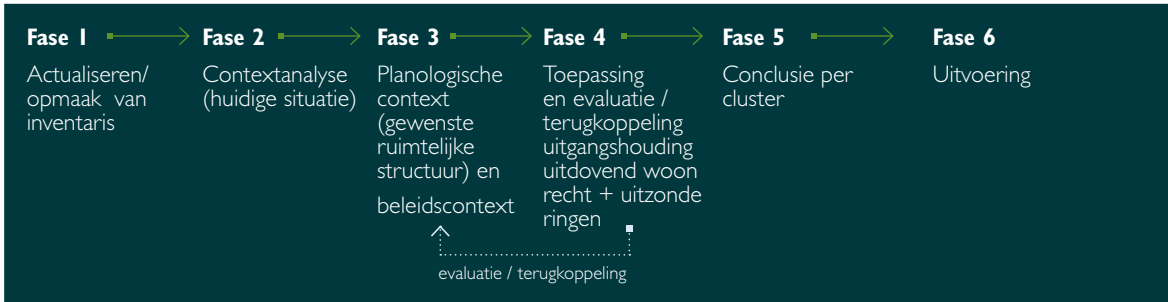 Fase 1
Actualiseren/
opmaak van
inventaris
Fase 2
Contextanalyse
(huidige situatie)
Fase 3
Planologische
context
(gewenste
ruimtelijke
structuur) en
beleidscontext
Fase 4
Toepassing
en evaluatie /
terugkoppeling
uitgangshouding
uitdovend woon
recht + uitzonde
ringen
Fase 5
Conclusie per
cluster
Fase 6
Uitvoering
evaluatie / terugkoppeling